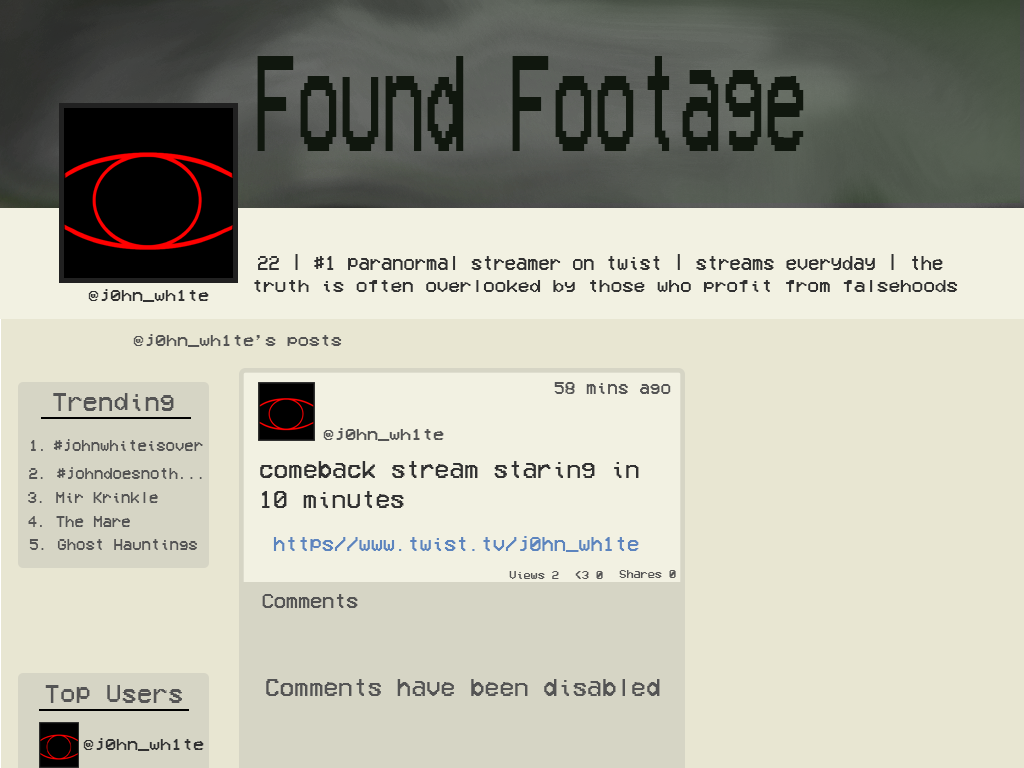 Found Footage
22 | #1 paranormal streamer on twist | streams everyday | the
truth is often overlooked by those who profit from falsehoods
@j0hn_wh1te
@j0hn_wh1te's posts
Trending
1. #johnwhiteisover
2. #johndoesnoth...
3. Mir Krinkle
4. The Mare
5. Ghost Hauntings
Top Users
@j0hn_wh1te
58 mins ago
@j0hn_wh1te
comeback stream staring in
10 minutes
https//www.twist.tv/j0hn_wh1te
Views 2 <3 0 Shares 0
Comments
Comments have been disabled